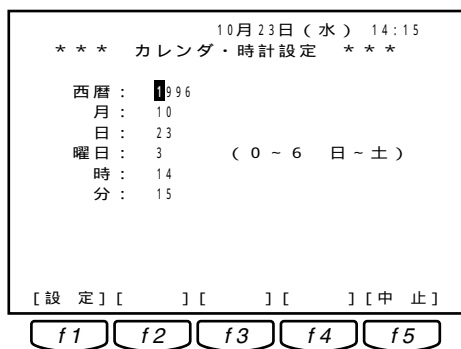 10月23日(水) 14:15
*** カレンダ・時計設定 ***
西暦: 1996
月: 10
日: 23
曜日: 3 (0~6 日~土)
時: 14
分: 15
[設 定][ ][ ][ ][中 止]
f1 f2 f3 f4 f5